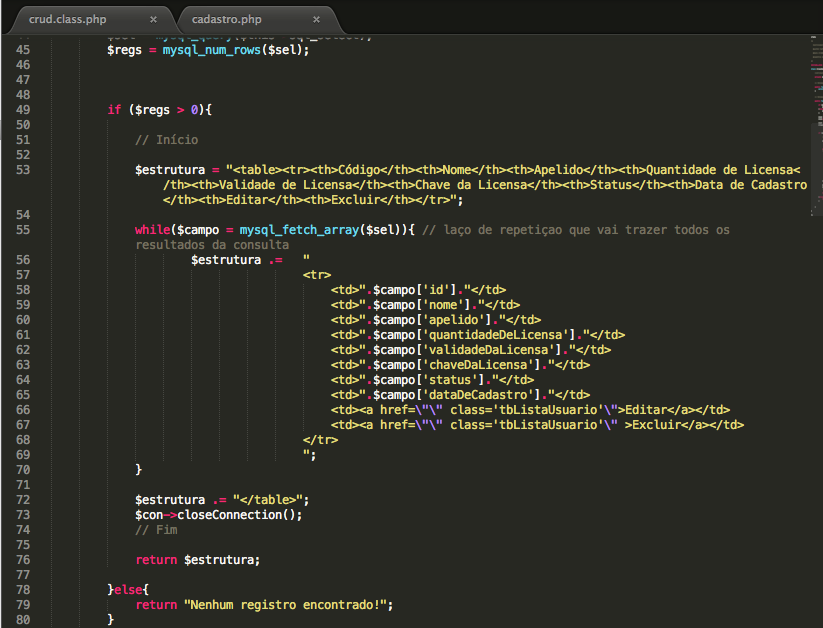 crud.class.php × cadastro.php ×
45 $regs = mysql_num_rows($sel);
46
47
48
49 if ($regs > 0){
50
51 // Início
52
53 $estrutura = "<table><tr><th>Código</th><th>Nome</th><th>Apelido</th><th>Quantidade de Licensa<
/th><th>Validade de Licensa</th><th>Chave da Licensa</th><th>Status</th><th>Data de Cadastro
</th><th>Editar</th><th>Excluir</th></tr>";
54
55 while($campo = mysql_fetch_array($sel)){ // laço de repetiçao que vai trazer todos os
resultados da consulta
56 $estrutura .= "
57 <tr>
58 <td>".$campo['id']."</td>
59 <td>".$campo['nome']."</td>
60 <td>".$campo['apelido']."</td>
61 <td>".$campo['quantidadeDeLicensa']."</td>
62 <td>".$campo['validadeDaLicensa']."</td>
63 <td>".$campo['chaveDaLicensa']."</td>
64 <td>".$campo['status']."</td>
65 <td>".$campo['dataDeCadastro']."</td>
66 <td><a href=\"\" class='tbListaUsuario'\">Editar</a></td>
67 <td><a href=\"\" class='tbListaUsuario'\" >Excluir</a></td>
68 </tr>
69 ";
70 }
71
72 $estrutura .= "</table>";
73 $con->closeConnection();
74 // Fim
75
76 return $estrutura;
77
78 }else{
79 return "Nenhum registro encontrado!";
80 }